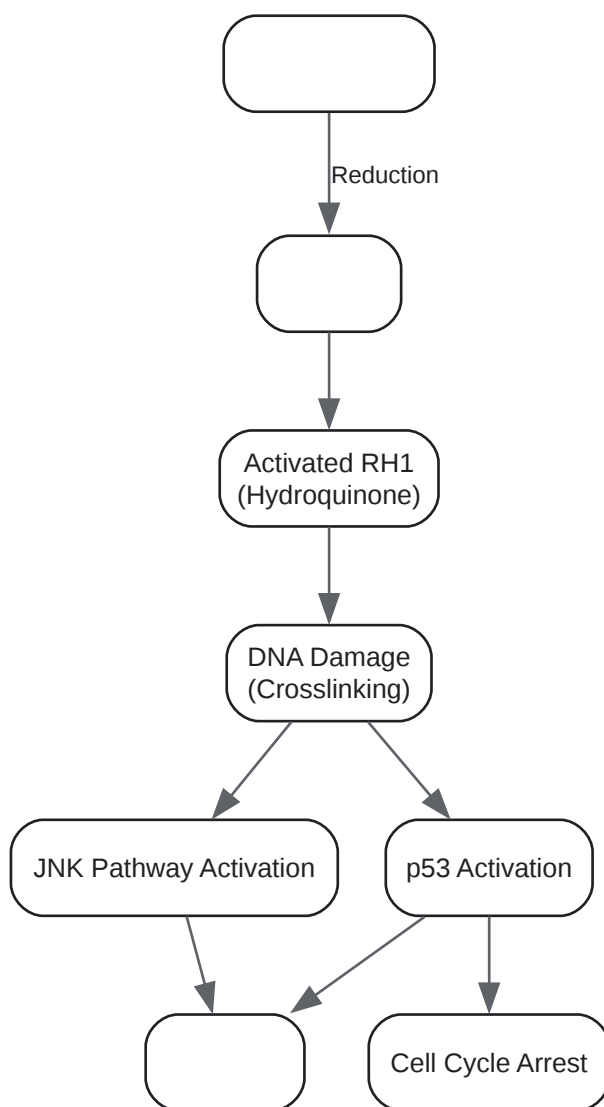 Reduction
Activated RH1
(Hydroquinone)
DNA Damage
(Crosslinking)
JNK Pathway Activation
p53 Activation
Cell Cycle Arrest